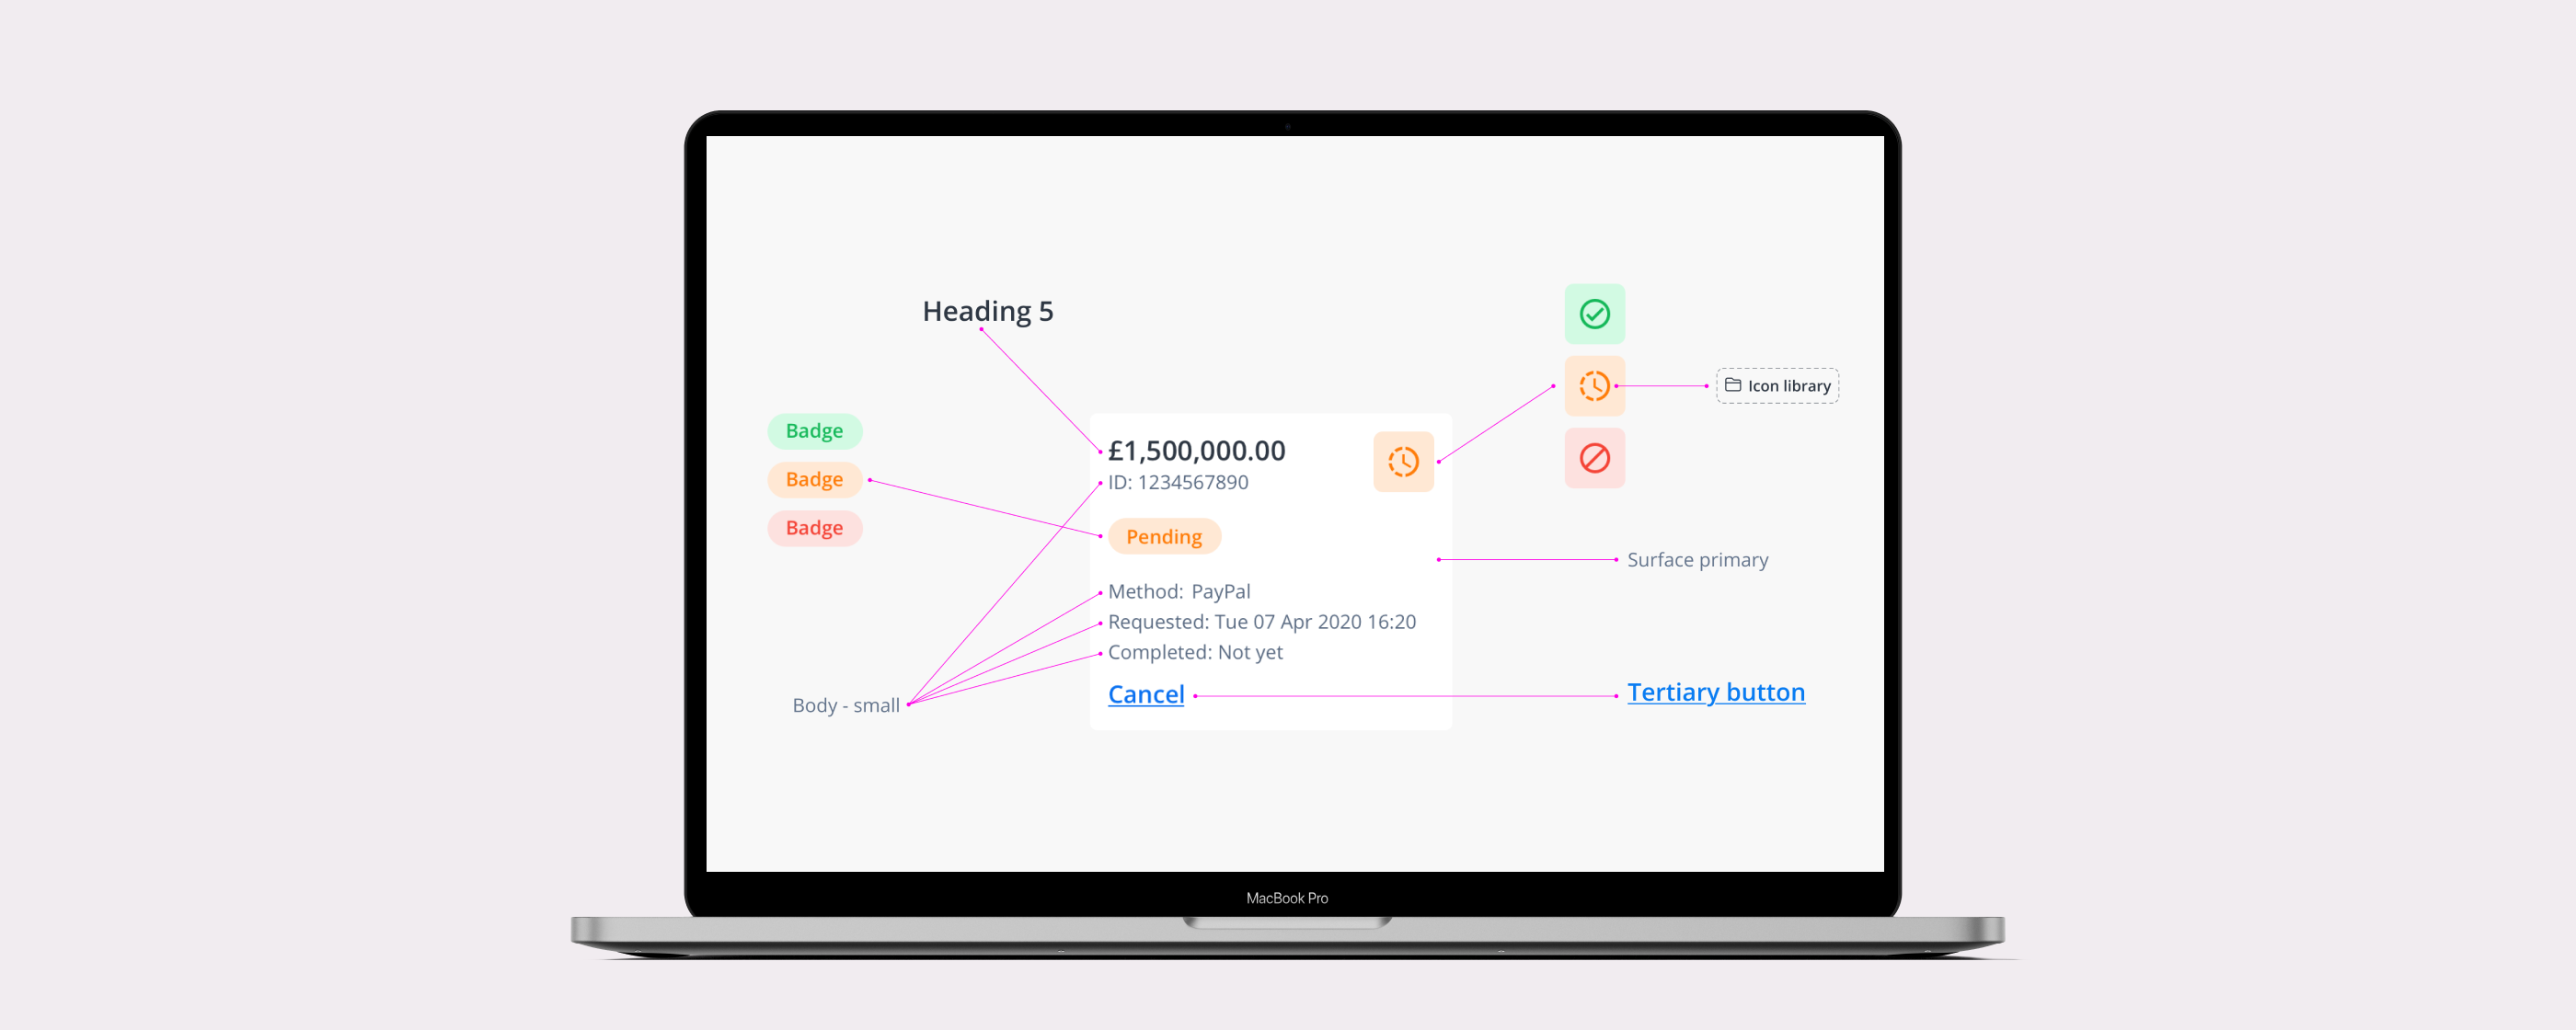 Heading 5
Icon library
Badge
Badge
Badge
£1,500,000.00
ID: 1234567890
Pending
Surface primary
Method: PayPal
Requested: Tue 07 Apr 2020 16:20
Completed: Not yet
Body - small
Cancel
Tertiary button
MacBook Pro